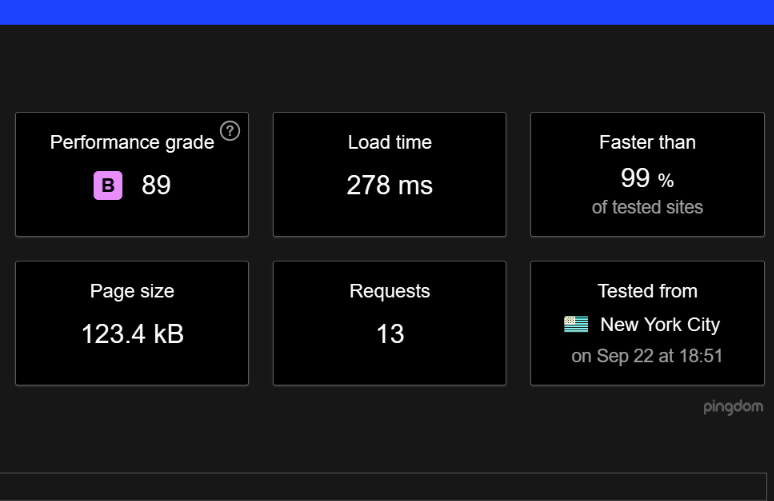 Performance grade ?
B 89
Load time
278 ms
Faster than
99 %
of tested sites
Page size
123.4 kB
Requests
13
Tested from
New York City
on Sep 22 at 18:51
pingdom